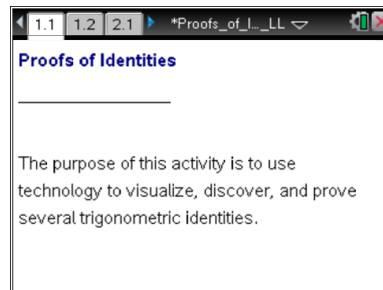 1.1 1.2 2.1 *Proofs_of_I..._LL
Proofs of Identities
The purpose of this activity is to use
technology to visualize, discover, and prove
several trigonometric identities.